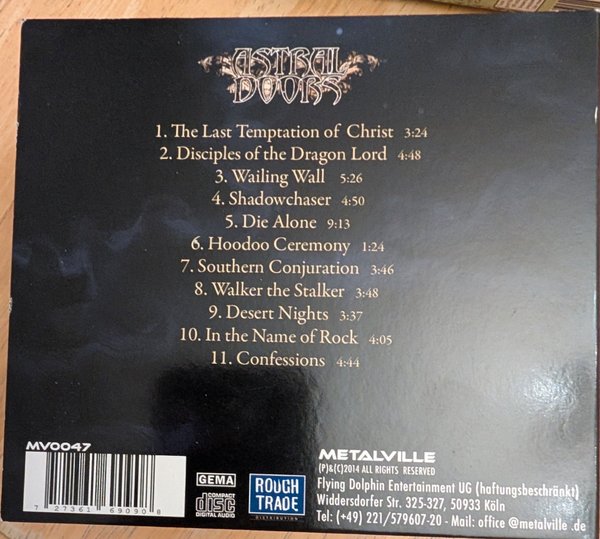 ASTRAL
DOORS
1. The Last Temptation of Christ 3:24
2. Disciples of the Dragon Lord 4:48
3. Wailing Wall 5:26
4. Shadowchaser 4:50
5. Die Alone 9:13
6. Hoodoo Ceremony 1:24
7. Southern Conjuration 3:46
8. Walker the Stalker 3:48
9. Desert Nights 3:37
10. In the Name of Rock 4:05
11. Confessions 4:44
MV0047
7 27361 69090 8
GEMA
COMPACT
disc
DIGITAL AUDIO
ROUGH
TRADE
DISTRIBUTION
METALVILLE
(P)&(C)2014 ALL RIGHTS RESERVED
Flying Dolphin Entertainment UG (haftungsbeschränkt)
Widdersdorfer Str. 325-327, 50933 Köln
Tel: (+49) 221/579607-20 - Mail: office @metalville .de